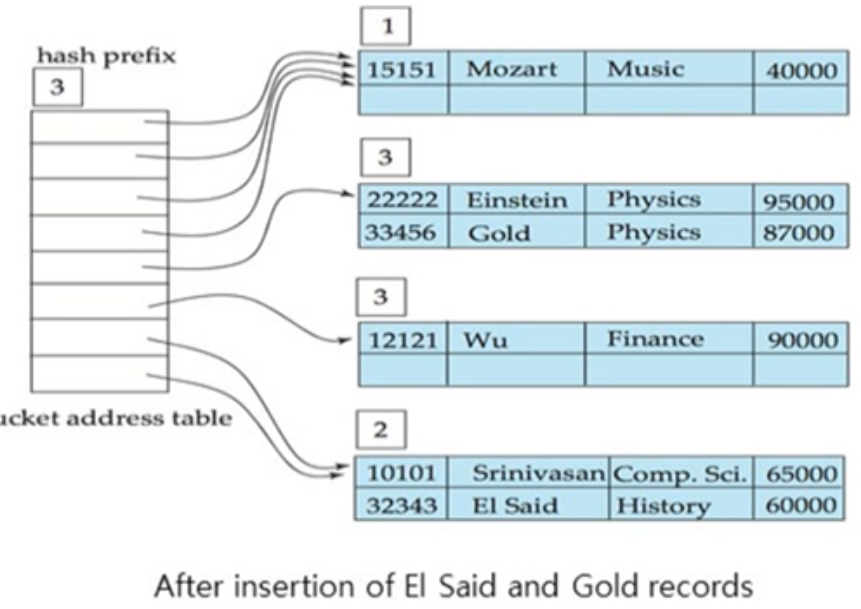 hash prefix
3
1
15151 Mozart Music 40000
3
22222 Einstein Physics 95000
33456 Gold Physics 87000
3
12121 Wu Finance 90000
ucket address table
2
10101 Srinivasan Comp. Sci. 65000
32343 El Said History 60000
After insertion of El Said and Gold records